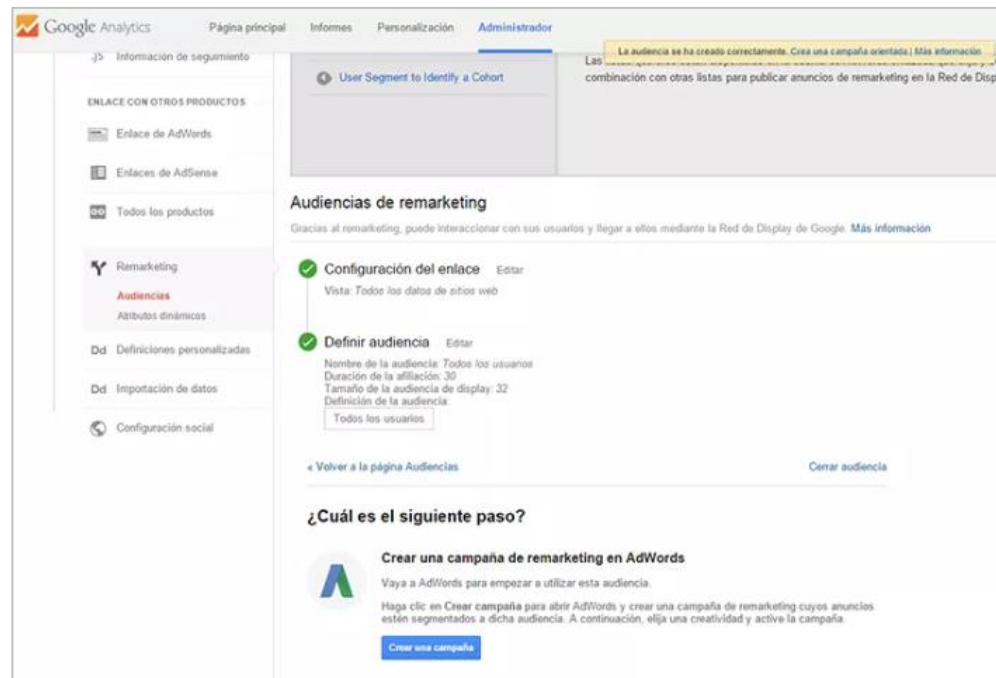 Google Analytics Página principal Informes Personalización Administrador
La audiencia se ha creado correctamente. Crea una campaña orientada | Más información
.JS Información de seguimiento
User Segment to Identify a Cohort
combinación con otras listas para publicar anuncios de remarketing en la Red de Disp
ENLACE CON OTROS PRODUCTOS
Enlace de AdWords
Enlaces de AdSense
Todos los productos
Remarketing
Audiencias
Atributos dinámicos
Dd Definiciones personalizadas
Dd Importación de datos
Configuración social
Audiencias de remarketing
Gracias al remarketing, puede interaccionar con sus usuarios y llegar a ellos mediante la Red de Display de Google. Más información
Configuración del enlace Editar
Vista: Todos los datos de sitios web
Definir audiencia Editar
Nombre de la audiencia: Todos los usuarios
Duración de la afiliación: 30
Tamaño de la audiencia de display: 32
Definición de la audiencia:
Todos los usuarios
« Volver a la página Audiencias Cerrar audiencia
¿Cuál es el siguiente paso?
Crear una campaña de remarketing en AdWords
Vaya a AdWords para empezar a utilizar esta audiencia.
Haga clic en Crear campaña para abrir AdWords y crear una campaña de remarketing cuyos anuncios
estén segmentados a dicha audiencia. A continuación, elija una creatividad y active la campaña.
Crear una campaña